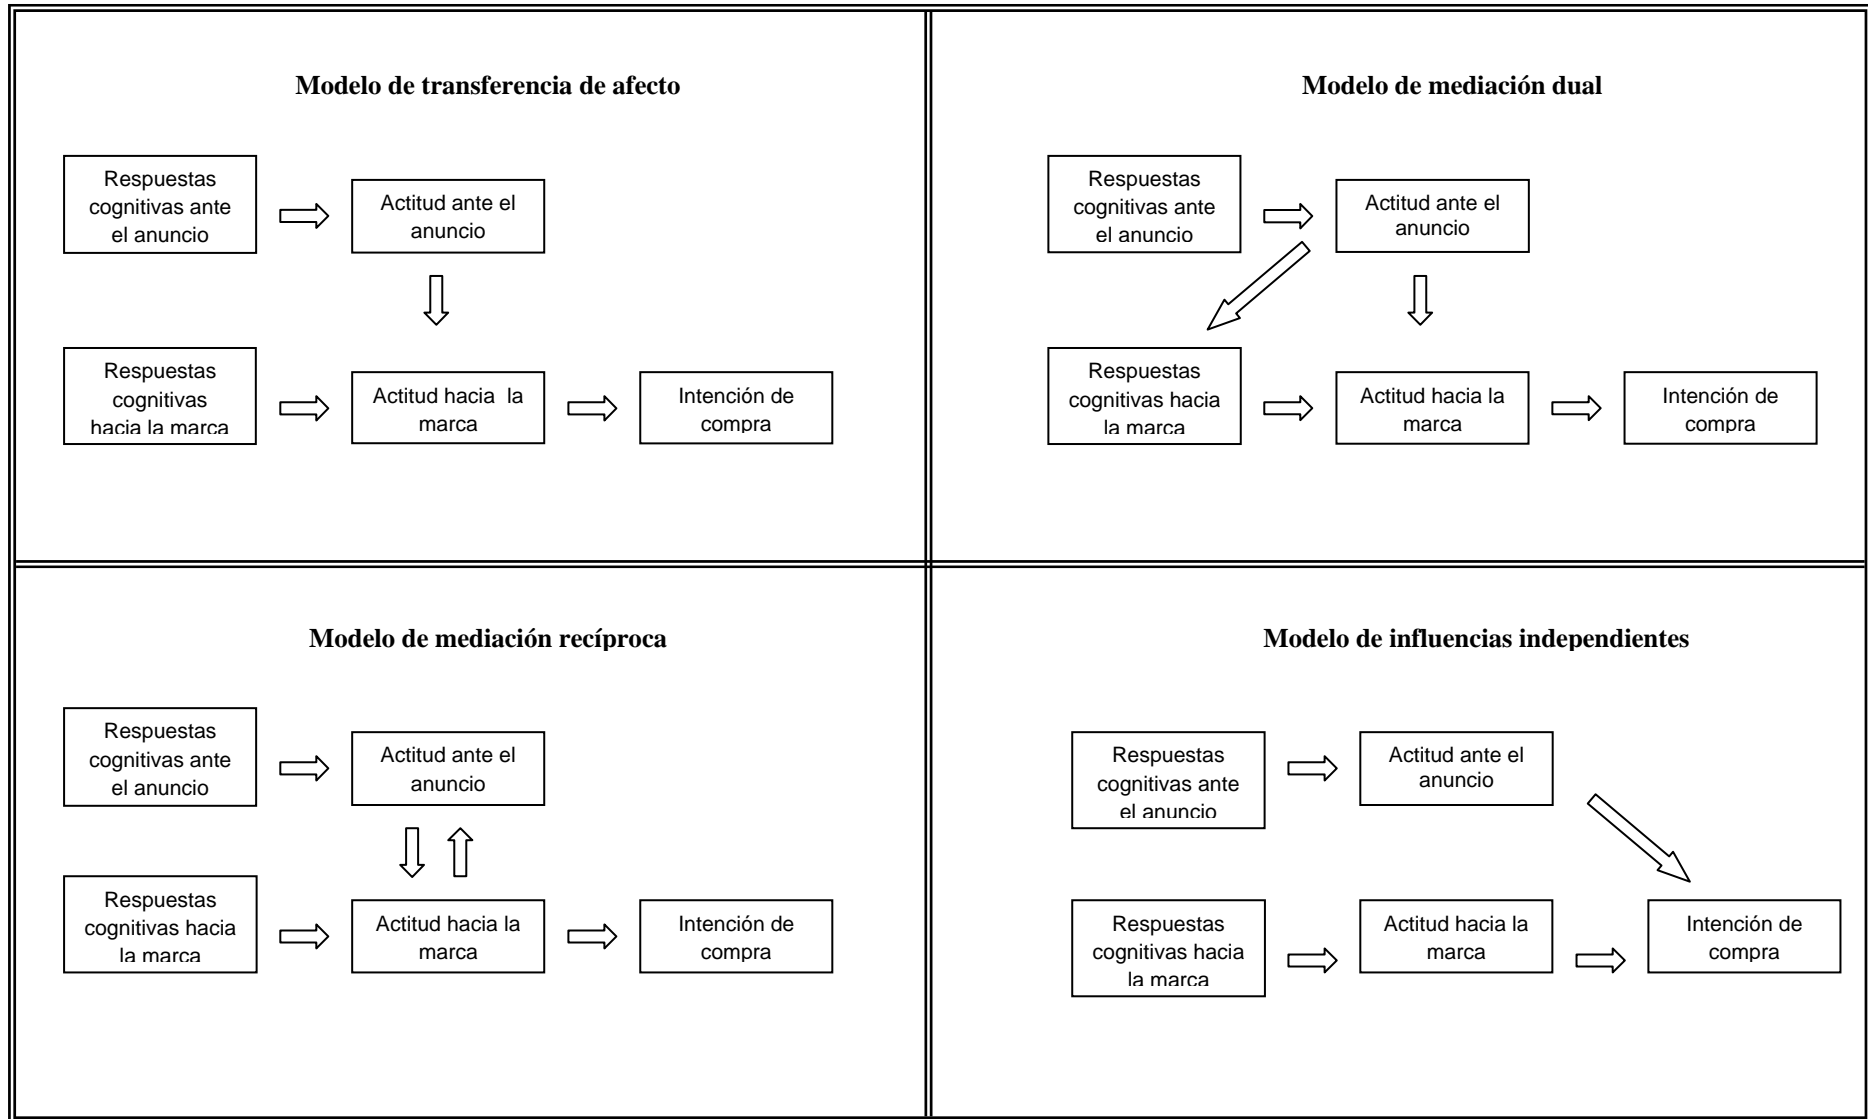 Modelo de transferencia de afecto
Respuestas
cognitivas ante
el anuncio
Actitud ante el
anuncio
Respuestas
cognitivas
hacia la marca
Actitud hacia la
marca
Intención de
compra
Modelo de mediación dual
Respuestas
cognitivas ante
el anuncio
Actitud ante el
anuncio
Respuestas
cognitivas hacia
la marca
Actitud hacia la
marca
Intención de
compra
Modelo de mediación recíproca
Respuestas
cognitivas ante
el anuncio
Actitud ante el
anuncio
Respuestas
cognitivas hacia
la marca
Actitud hacia la
marca
Intención de
compra
Modelo de influencias independientes
Respuestas
cognitivas ante
el anuncio
Actitud ante el
anuncio
Respuestas
cognitivas hacia
la marca
Actitud hacia la
marca
Intención de
compra